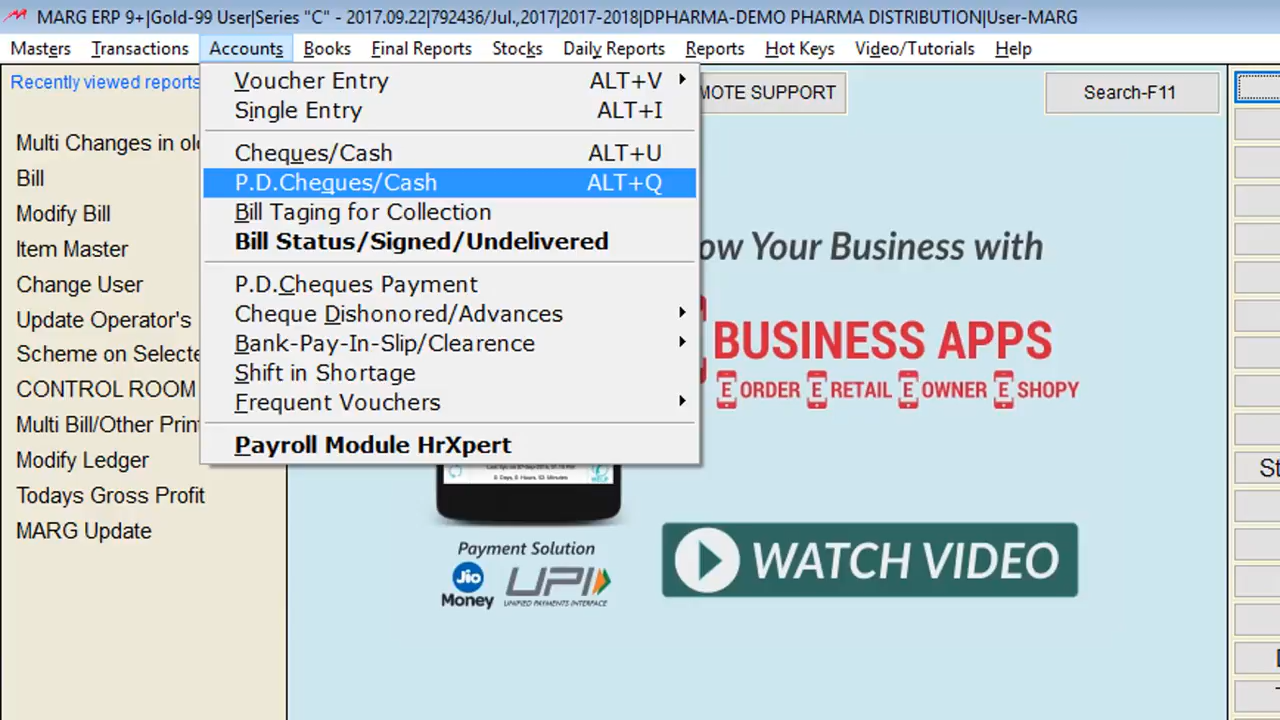 MARG ERP 9+|Gold-99 User|Series "C" - 2017.09.22|792436/Jul.,2017|2017-2018|DPHARMA-DEMO PHARMA DISTRIBUTION|User-MARG
Masters Transactions Accounts Books Final Reports Stocks Daily Reports Reports Hot Keys Video/Tutorials Help
Recently viewed reports
Multi Changes in
Bill
Modify Bill
Item Master
Change User
Update Operator's
Scheme on
CONTROL ROOM
Multi Bill/Other
Modify Ledger
Todays Gross Profit
MARG Update
Voucher Entry ALT+V
Single Entry ALT+I
Cheques/Cash ALT+U
P.D.Cheques/Cash ALT+Q
Bill Taging for Collection
Bill Status/Signed/Undelivered
P.D.Cheques Payment
Cheque Dishonored/Advances
Bank-Pay-In-Slip/Clearence
Shift in Shortage
Frequent Vouchers
Payroll Module HrXpert
SUPPORT
Search-F11
Your Business with
BUSINESS APPS
E ORDER E RETAIL E OWNER E SHOPY
Payment Solution
Jio
Money
UPI
UNIFIED PAYMENTS INTERFACE
WATCH VIDEO